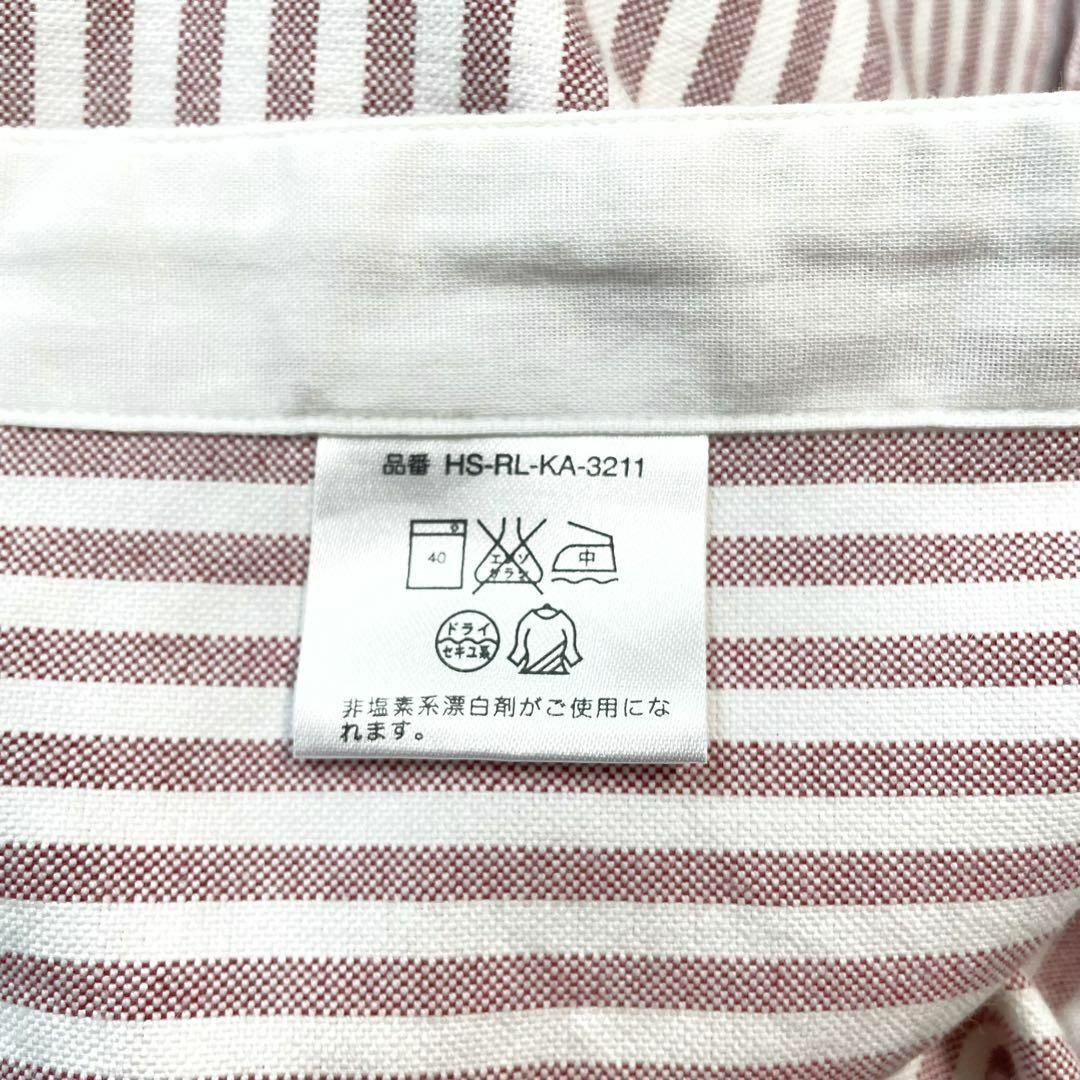 品番 HS-RL-KA-3211
40 エンソ サラシ 中
ドライ
セキユ系
非塩素系漂白剤がご使用にな
れます。